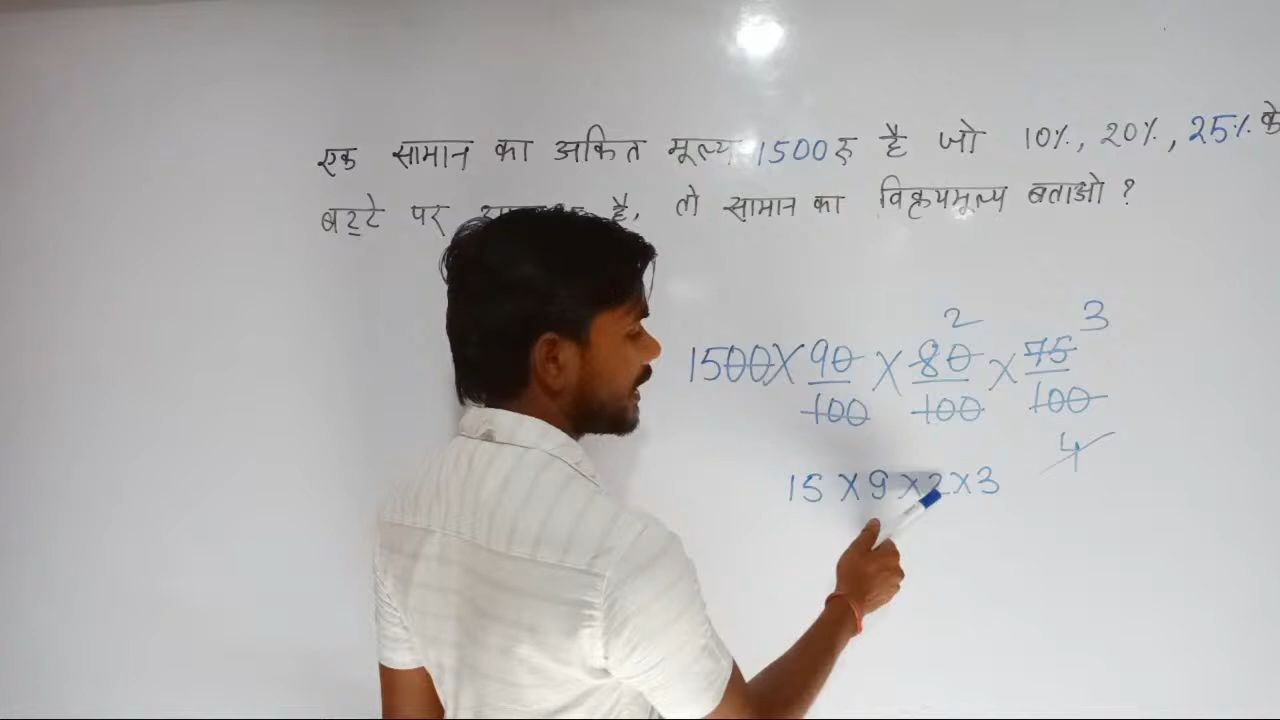 एक सामान का अंकित मूल्य 1500रु है जो 10%, 20%, 25% के
बट्टे पर है, तो सामान का विक्रयमूल्य बताओ ?
2 3
1500 X 90/100 X 80/100 X 75/100
4
15 X 9 X 2 X 3